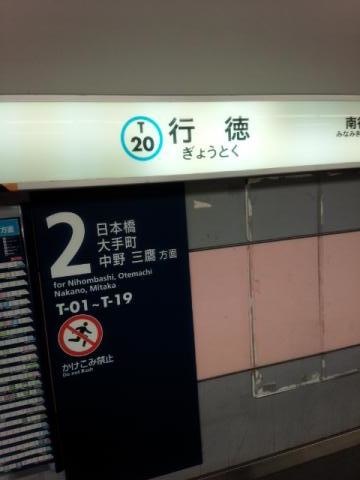 T
20
行徳
ぎょうとく
南行
みなみぎ
2
日本橋
大手町
中野 三鷹 方面
for Nihombashi, Otemachi
Nakano, Mitaka
T-01~T-19
かけこみ禁止
Do not Rush
方面